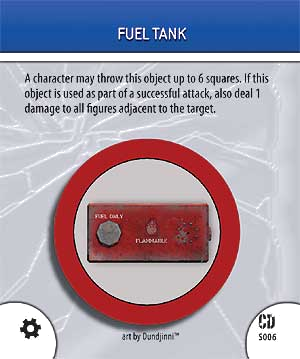 FUEL TANK
A character may throw this object up to 6 squares. If this
object is used as part of a successful attack, also deal 1
damage to all figures adjacent to the target.
FUEL ONLY
FLAMMABLE
art by Dundjinni™
CD
S006